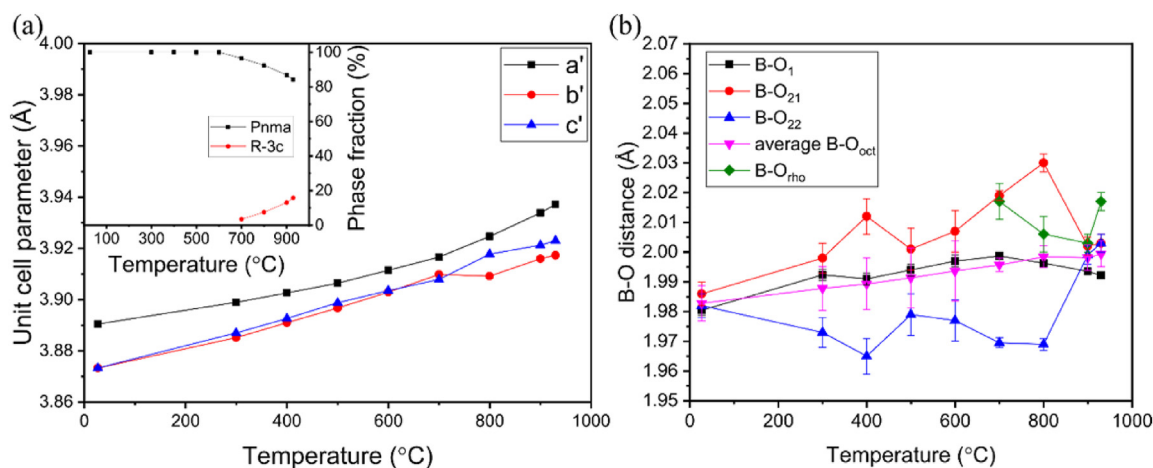 (a)
4.00
3.98
3.96
3.94
3.92
3.90
3.88
3.86
Unit cell parameter (Å)
0 200 400 600 800 1000
Temperature (°C)
a'
b'
c'
Pnma
R-3c
100
80
60
40
20
0
Phase fraction (%)
100 300 500 700 900
Temperature (°C)
(b)
2.07
2.06
2.05
2.04
2.03
2.02
2.01
2.00
1.99
1.98
1.97
1.96
1.95
B-O distance (Å)
0 200 400 600 800 1000
Temperature (°C)
B-O₁
B-O₂₁
B-O₂₂
average B-Ooct
B-Orho